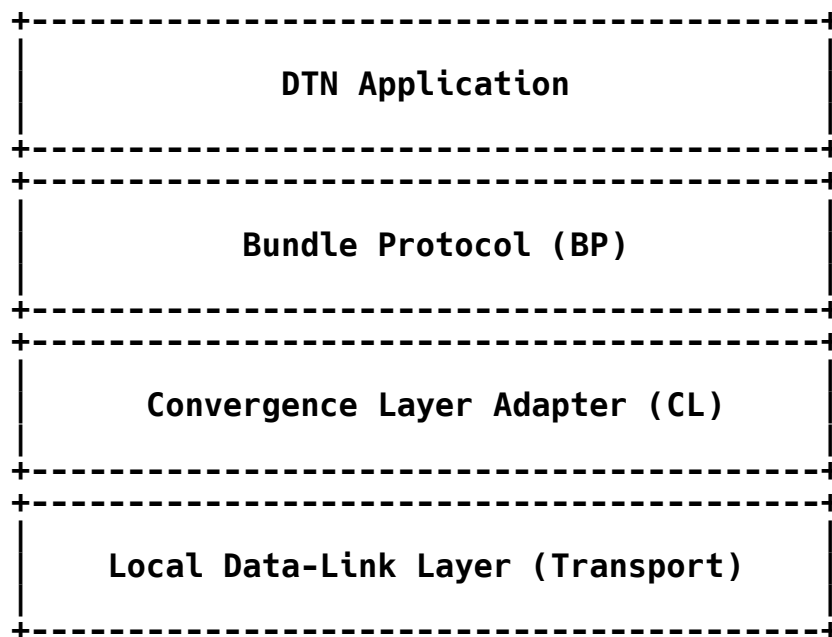 DTN Application
Bundle Protocol (BP)
Convergence Layer Adapter (CL)
Local Data-Link Layer (Transport)